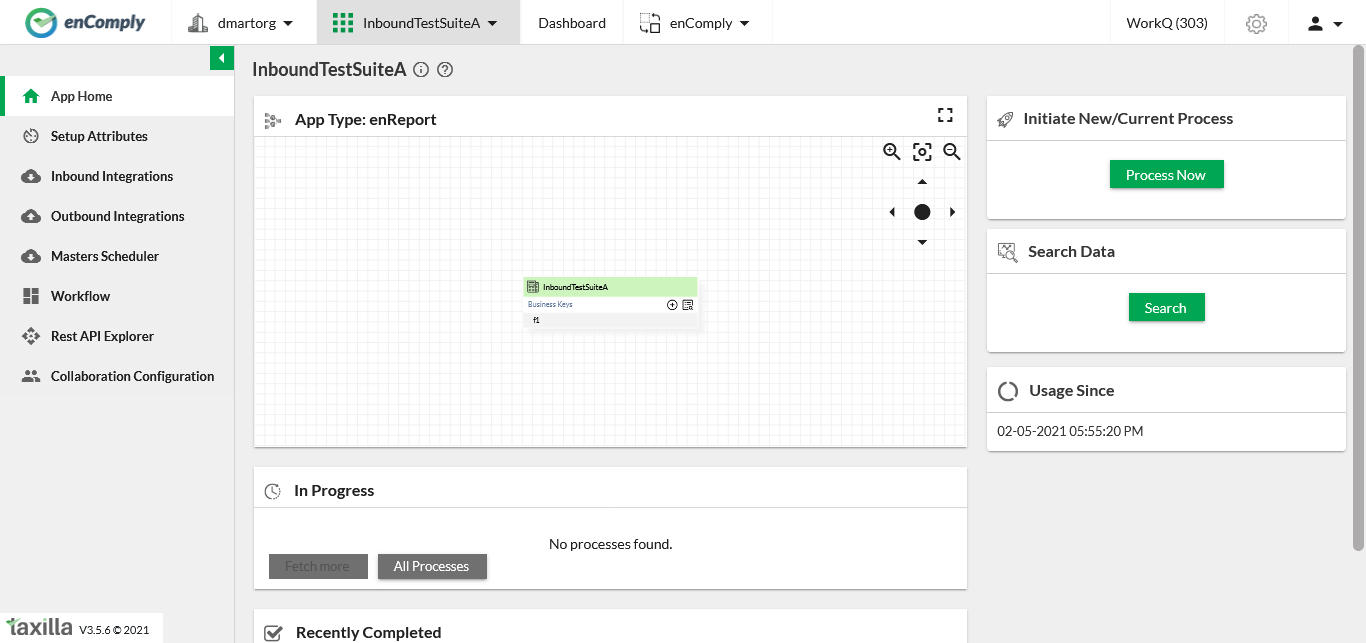 enComply
dmartorg
InboundTestSuiteA
Dashboard
enComply
WorkQ (303)
App Home
Setup Attributes
Inbound Integrations
Outbound Integrations
Masters Scheduler
Workflow
Rest API Explorer
Collaboration Configuration
taxilla V3.5.6 © 2021
InboundTestSuiteA
App Type: enReport
InboundTestSuiteA
Business Keys
f1
In Progress
No processes found.
Fetch more
All Processes
Recently Completed
Initiate New/Current Process
Process Now
Search Data
Search
Usage Since
02-05-2021 05:55:20 PM